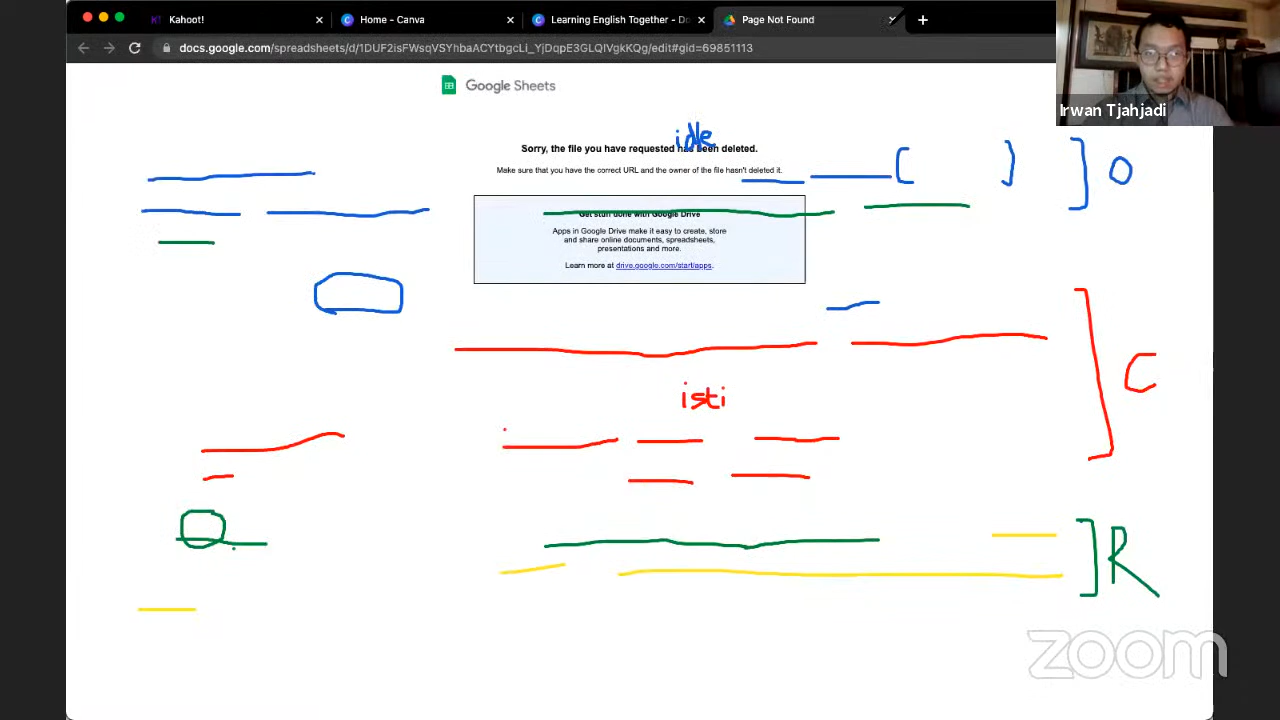 Kahoot!
Home - Canva
Learning English Together - Do
Page Not Found
docs.google.com/spreadsheets/d/1DUF2isFWsqVSYhbaACYtbgcLi_YjDqpE3GLQIVgkKQg/edit#gid=69851113
Google Sheets
Irwan Tjahjadi
idle
Sorry, the file you have requested has been deleted.
Make sure that you have the correct URL and the owner of the file hasn't deleted it.
O
Get stuff done with Google Drive
Apps in Google Drive make it easy to create, store
and share online documents, spreadsheets,
presentations and more.
Learn more at drive.google.com/start/apps.
C
isti
R
zoom